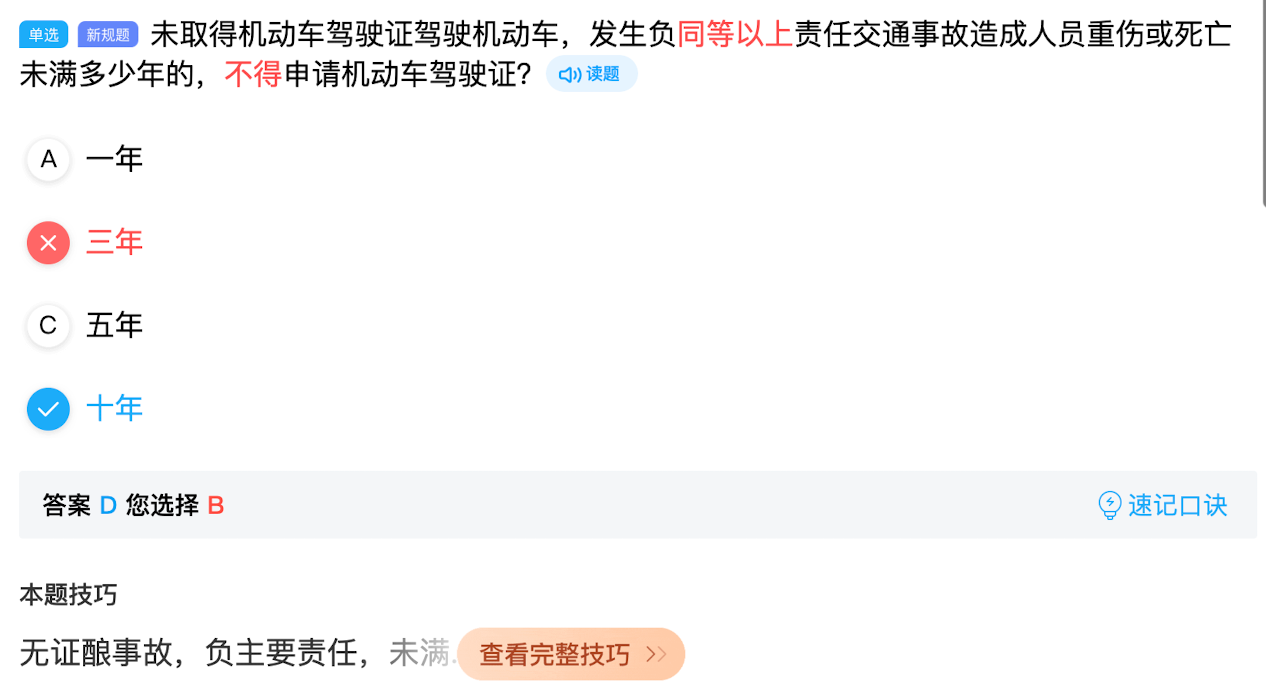 单选 新规题 未取得机动车驾驶证驾驶机动车，发生负同等以上责任交通事故造成人员重伤或死亡
未满多少年的，不得申请机动车驾驶证？ 读题
A 一年
三年
C 五年
十年
答案 D 您选择 B 速记口诀
本题技巧
无证酿事故，负主要责任，未满. 查看完整技巧 >>